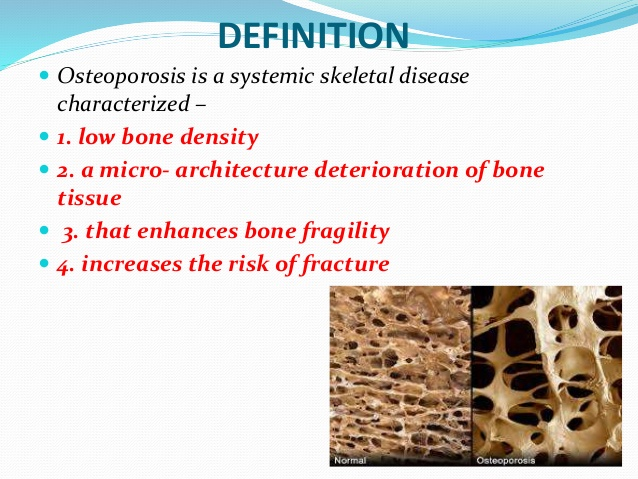 DEFINITION
• Osteoporosis is a systemic skeletal disease
characterized –
• 1. low bone density
• 2. a micro- architecture deterioration of bone
tissue
• 3. that enhances bone fragility
• 4. increases the risk of fracture
Normal
Osteoporosis